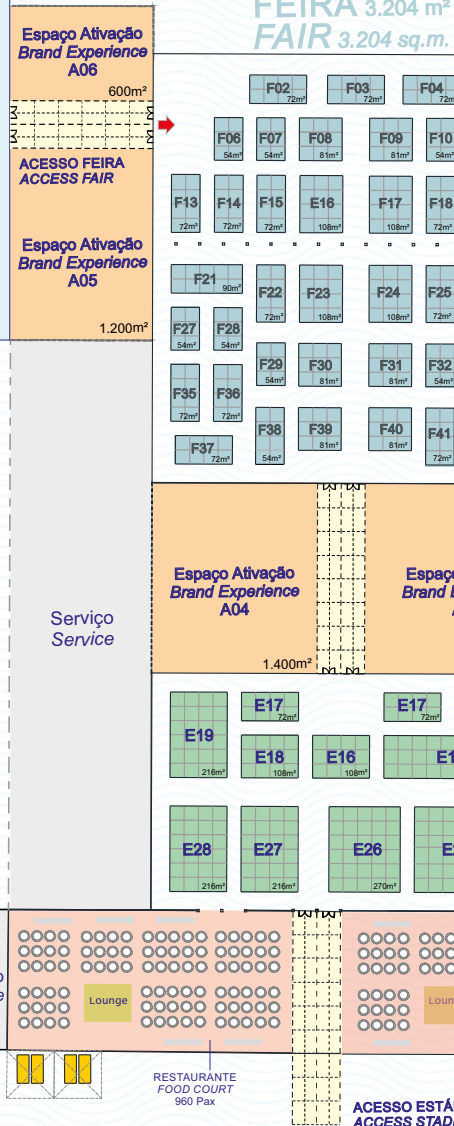 FEIRA 3.204 m²
FAIR 3.204 sq.m.
Espaço Ativação
Brand Experience
A06
600m²
ACESSO FEIRA
ACCESS FAIR
Espaço Ativação
Brand Experience
A05
1.200m²
F02
72m²
F03
72m²
F04
72m²
F06
54m²
F07
54m²
F08
81m²
F09
81m²
F10
54m²
F13
72m²
F14
72m²
F15
72m²
E16
108m²
F17
108m²
F18
72m²
F21
90m²
F22
72m²
F23
108m²
F24
108m²
F25
72m²
F27
54m²
F28
54m²
F29
54m²
F30
81m²
F31
81m²
F32
54m²
F35
72m²
F36
72m²
F38
54m²
F39
81m²
F40
81m²
F41
72m²
F37
72m²
Espaço Ativação
Brand Experience
A04
1.400m²
Brand
Serviço
Service
E19
216m²
E17
72m²
E17
72m²
E18
108m²
E16
108m²
E28
216m²
E27
216m²
E26
270m²
Lounge
RESTAURANTE
FOOD COURT
960 Pax
ACESSO
ACCESS